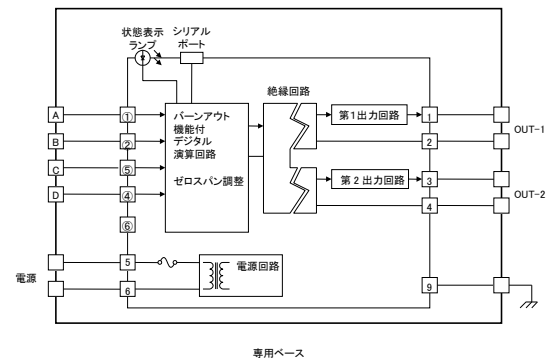 状態表示
ランプ
シリアル
ポート
絶縁回路
A
①
バーンアウト
機能付
デジタル
演算回路
ゼロスパン調整
第1出力回路
1
OUT-1
B
②
2
C
⑤
第2出力回路
3
OUT-2
D
④
4
⑥
電源
5
電源回路
6
9
専用ベース